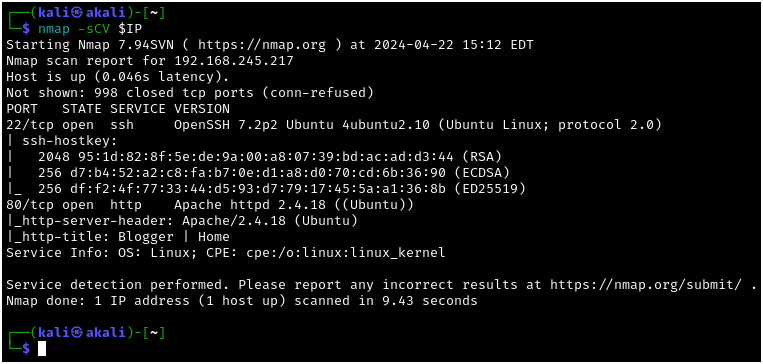 ┌──(kali㉿akali)-[~]
└─$ nmap -sCV $IP
Starting Nmap 7.94SVN ( https://nmap.org ) at 2024-04-22 15:12 EDT
Nmap scan report for 192.168.245.217
Host is up (0.046s latency).
Not shown: 998 closed tcp ports (conn-refused)
PORT   STATE SERVICE VERSION
22/tcp open  ssh     OpenSSH 7.2p2 Ubuntu 4ubuntu2.10 (Ubuntu Linux; protocol 2.0)
| ssh-hostkey:
|   2048 95:1d:82:8f:5e:de:9a:00:a8:07:39:bd:ac:ad:d3:44 (RSA)
|   256 d7:b4:52:a2:c8:fa:b7:0e:d1:a8:d0:70:cd:6b:36:90 (ECDSA)
|_  256 df:f2:4f:77:33:44:d5:93:d7:79:17:45:5a:a1:36:8b (ED25519)
80/tcp open  http    Apache httpd 2.4.18 ((Ubuntu))
|_http-server-header: Apache/2.4.18 (Ubuntu)
|_http-title: Blogger | Home
Service Info: OS: Linux; CPE: cpe:/o:linux:linux_kernel

Service detection performed. Please report any incorrect results at https://nmap.org/submit/ .
Nmap done: 1 IP address (1 host up) scanned in 9.43 seconds

┌──(kali㉿akali)-[~]
└─$